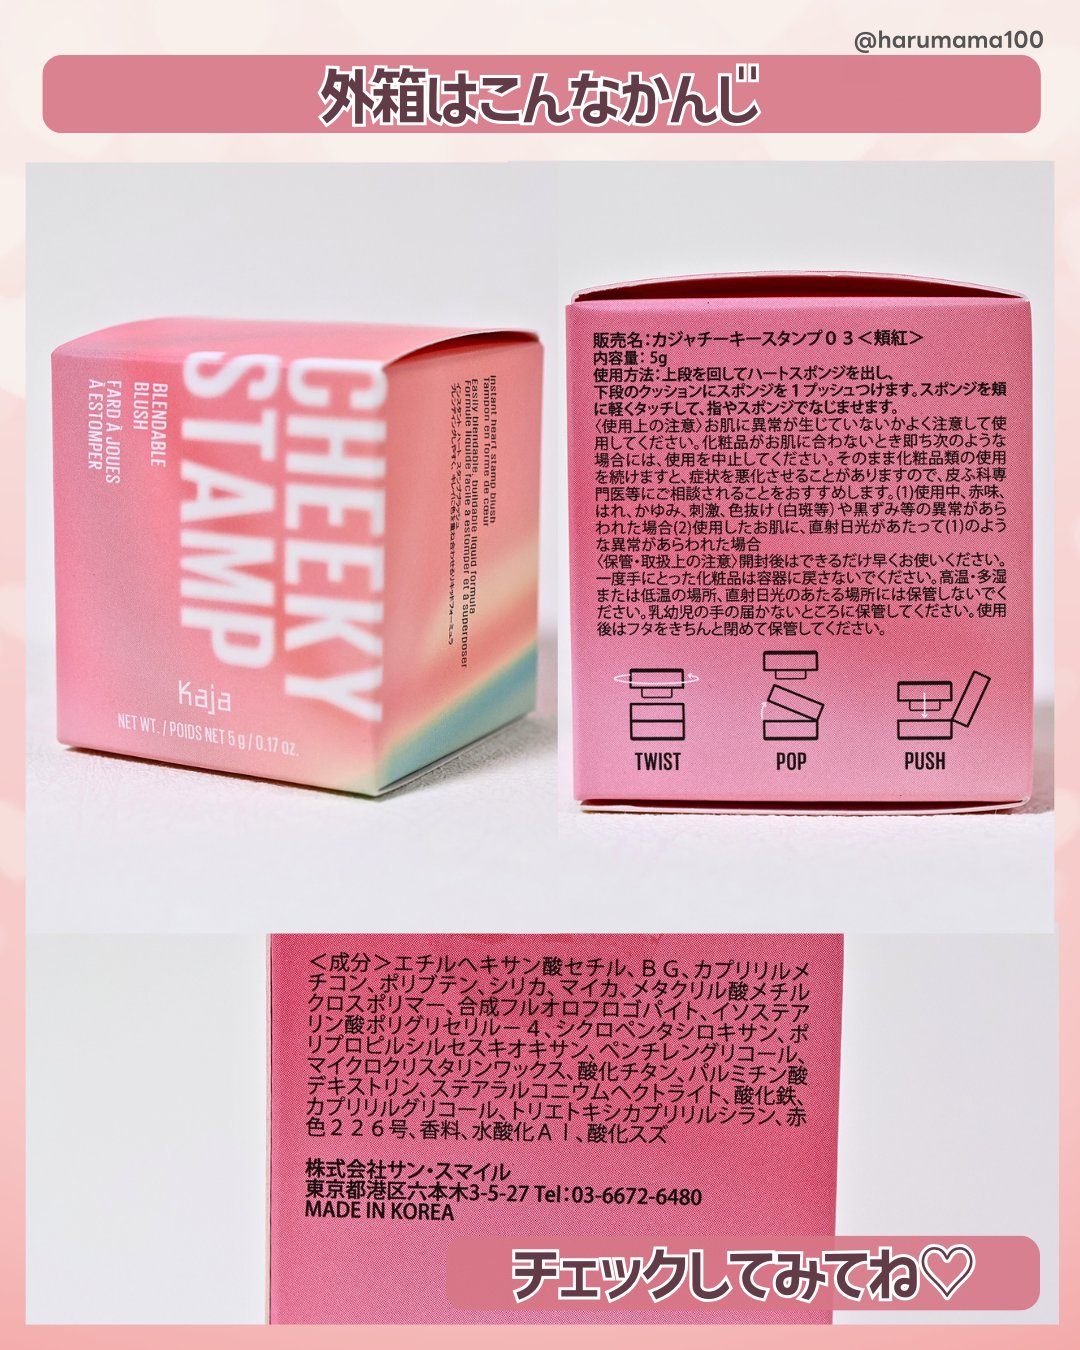 @harumama100
外箱はこんなかんじ
CHEEKY
STAMP
BLENDABLE
BLUSH
FARD À JOUES
À ESTOMPER
Kaja
NET WT. / POIDS NET 5 g / 0.17 oz.
Instant heart stamp blush
Tampon en forme de cœur
Easily blendable, buildable liquid formula
Formule liquide, facile à estomper et à superposer
販売名：カジャチーキースタンプ０３＜頬紅＞
内容量：5g
使用方法：上段を回してハートスポンジを出し、
下段のクッションにスポンジを１プッシュつけます。スポンジを頬
に軽くタッチして、指やスポンジでなじませます。
〈使用上の注意〉お肌に異常が生じていないかよく注意して使
用してください。化粧品がお肌に合わないとき即ち次のような
場合には、使用を中止してください。そのまま化粧品類の使用
を続けますと、症状を悪化させることがありますので、皮ふ科専
門医等にご相談されることをおすすめします。(1)使用中、赤味、
はれ、かゆみ、刺激、色抜け（白斑等）や黒ずみ等の異常があら
われた場合(2)使用したお肌に、直射日光があたって(1)のよう
な異常があらわれた場合
〈保管・取扱上の注意〉開封後はできるだけ早くお使いください。
一度手にとった化粧品は容器に戻さないでください。高温・多湿
または低温の場所、直射日光のあたる場所には保管しないでく
ださい。乳幼児の手の届かないところに保管してください。使用
後はフタをきちんと閉めて保管してください。
TWIST
POP
PUSH
＜成分＞エチルヘキサン酸セチル、ＢＧ、カプリリルメ
チコン、ポリブテン、シリカ、マイカ、メタクリル酸メチル
クロスポリマー、合成フルオロフロゴパイト、イソステア
リン酸ポリグリセリル－４、シクロペンタシロキサン、ポ
リプロピルシルセスキオキサン、ペンチレングリコール、
マイクロクリスタリンワックス、酸化チタン、パルミチン酸
デキストリン、ステアラルコニウムヘクトライト、酸化鉄、
カプリリルグリコール、トリエトキシカプリリルシラン、赤
色２２６号、香料、水酸化Ａｌ、酸化スズ
株式会社サン・スマイル
東京都港区六本木3-5-27 Tel：03-6672-6480
MADE IN KOREA
チェックしてみてね♡